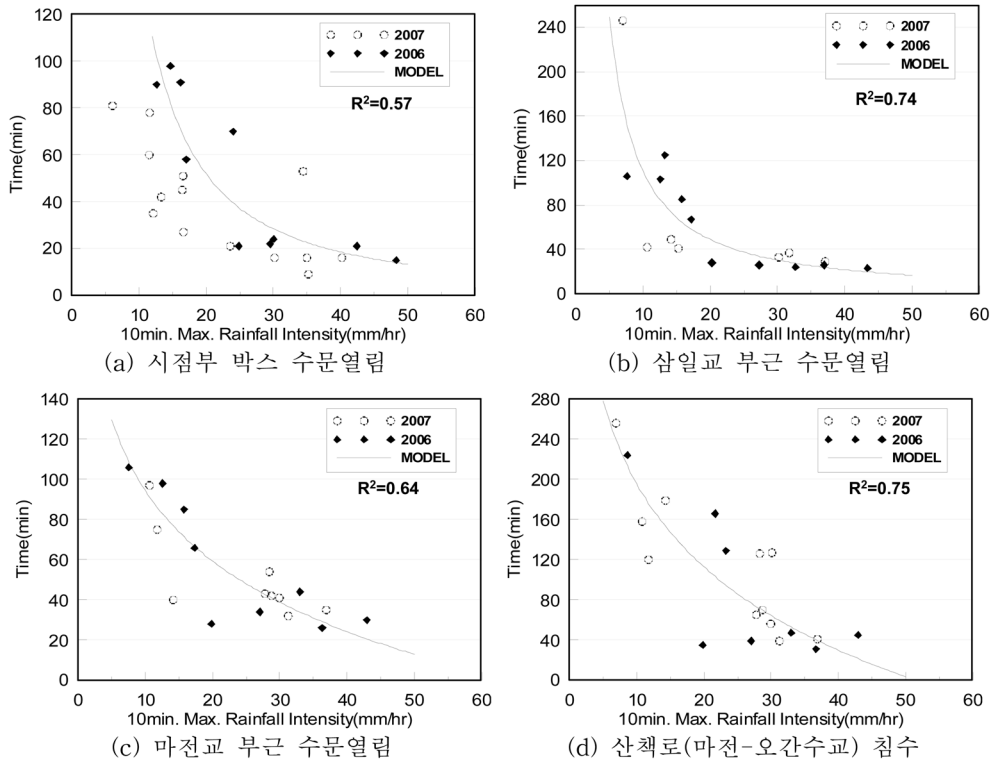 120
100
80
60
40
20
0
Time(min)
2007
2006
MODEL
R²=0.57
0 10 20 30 40 50 60
10min. Max. Rainfall Intensity(mm/hr)
(a) 시점부 박스 수문열림
240
200
160
120
80
40
0
Time(min)
2007
2006
MODEL
R²=0.74
0 10 20 30 40 50 60
10min. Max. Rainfall Intensity(mm/hr)
(b) 삼일교 부근 수문열림
140
120
100
80
60
40
20
0
Time(min)
2007
2006
MODEL
R²=0.64
0 10 20 30 40 50 60
10min. Max. Rainfall Intensity(mm/hr)
(c) 마전교 부근 수문열림
280
240
200
160
120
80
40
0
Time(min)
2007
2006
MODEL
R²=0.75
0 10 20 30 40 50 60
10min. Max. Rainfall Intensity(mm/hr)
(d) 산책로(마전-오간수교) 침수